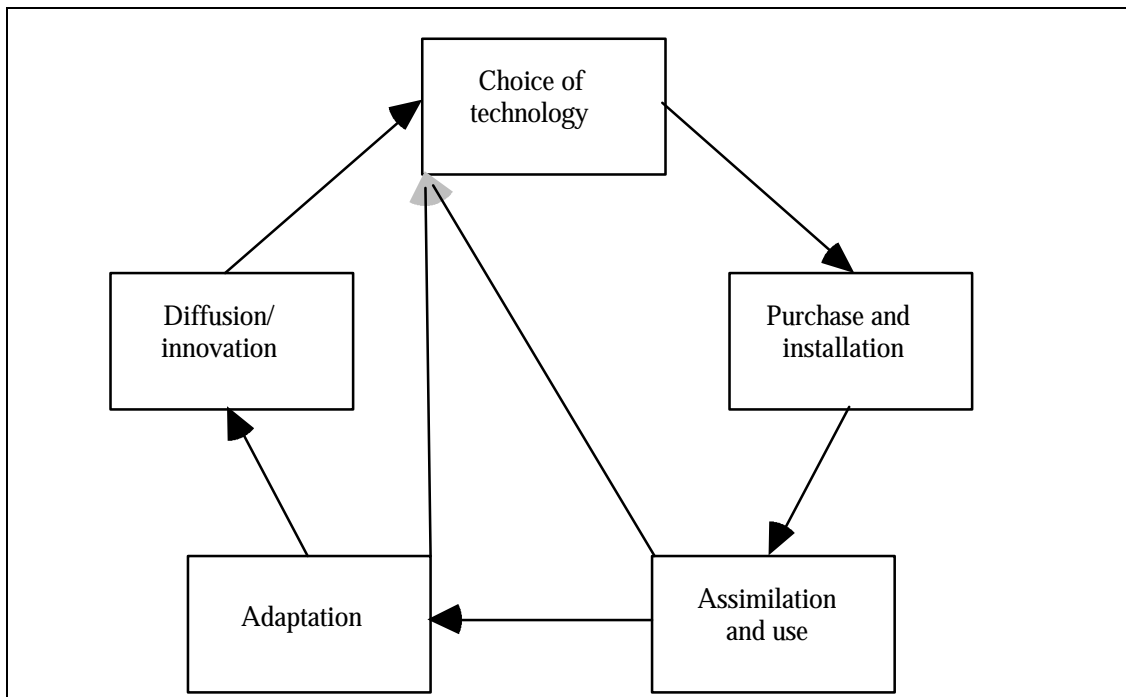 Choice of
technology
Diffusion/
innovation
Purchase and
installation
Adaptation
Assimilation
and use